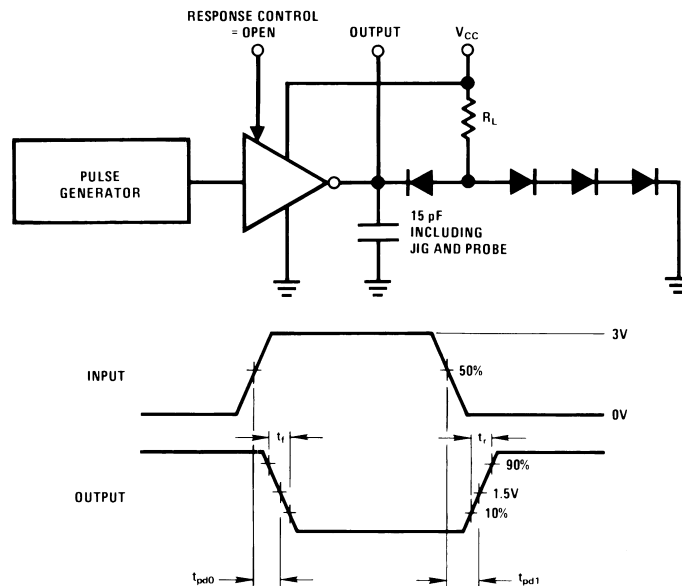 RESPONSE CONTROL
= OPEN
OUTPUT
VCC
RL
PULSE
GENERATOR
15 pF
INCLUDING
JIG AND PROBE
3V
INPUT
50%
0V
tf
tr
90%
OUTPUT
1.5V
10%
tpd0
tpd1